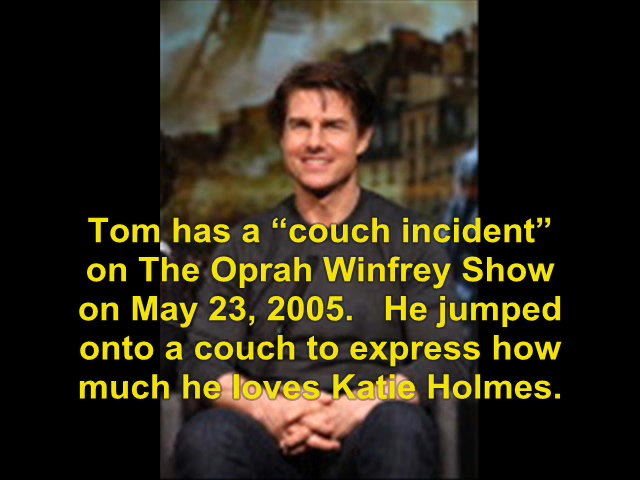 Tom has a “couch incident”
on The Oprah Winfrey Show
on May 23, 2005.   He jumped
onto a couch to express how
much he loves Katie Holmes.